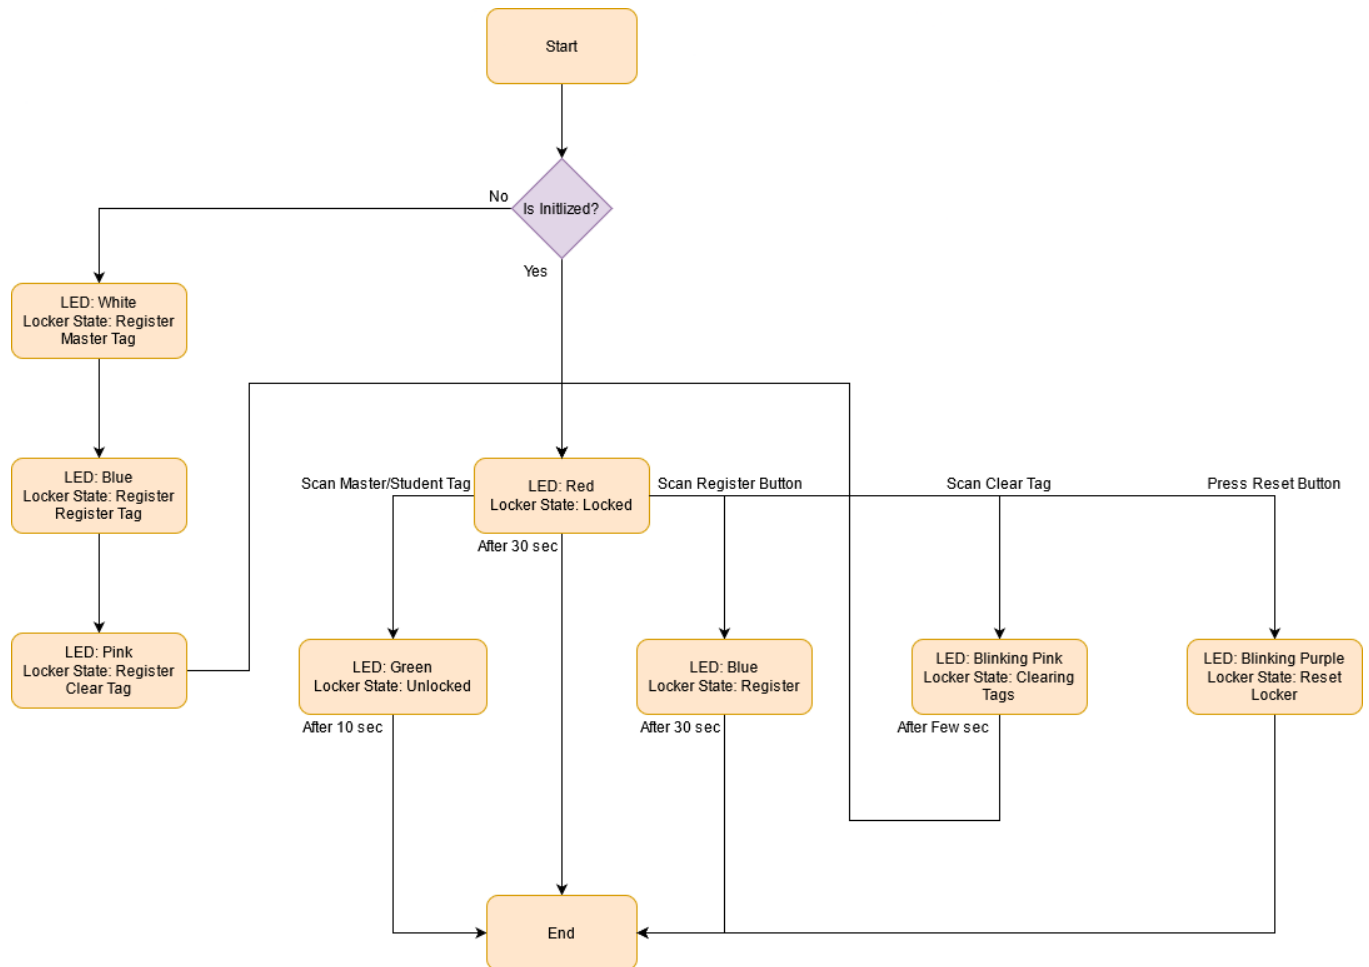 Start
Is Initlized?
No
Yes
LED: White
Locker State: Register
Master Tag
LED: Blue
Locker State: Register
Register Tag
LED: Pink
Locker State: Register
Clear Tag
Scan Master/Student Tag
LED: Red
Locker State: Locked
After 30 sec
Scan Register Button
Scan Clear Tag
Press Reset Button
LED: Green
Locker State: Unlocked
After 10 sec
LED: Blue
Locker State: Register
After 30 sec
LED: Blinking Pink
Locker State: Clearing
Tags
After Few sec
LED: Blinking Purple
Locker State: Reset
Locker
End